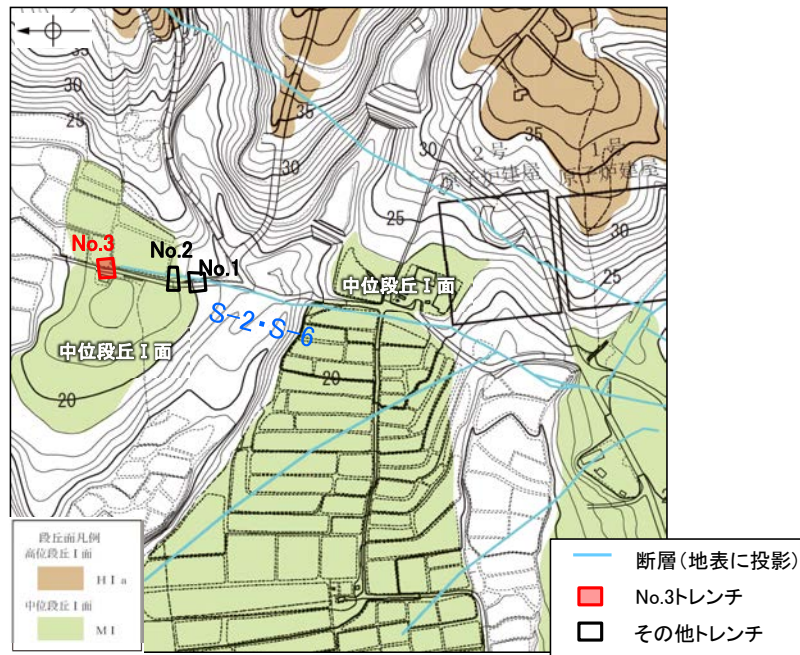 35
30
25
35
30
2号
原子炉建屋
1号
原子炉建屋
30
35
25
30
25
No.3
No.2
No.1
中位段丘Ⅰ面
S-2・S-6
中位段丘Ⅰ面
20
20
段丘面凡例
高位段丘Ⅰ面
HⅠa
中位段丘Ⅰ面
MⅠ
断層(地表に投影)
No.3トレンチ
その他トレンチ